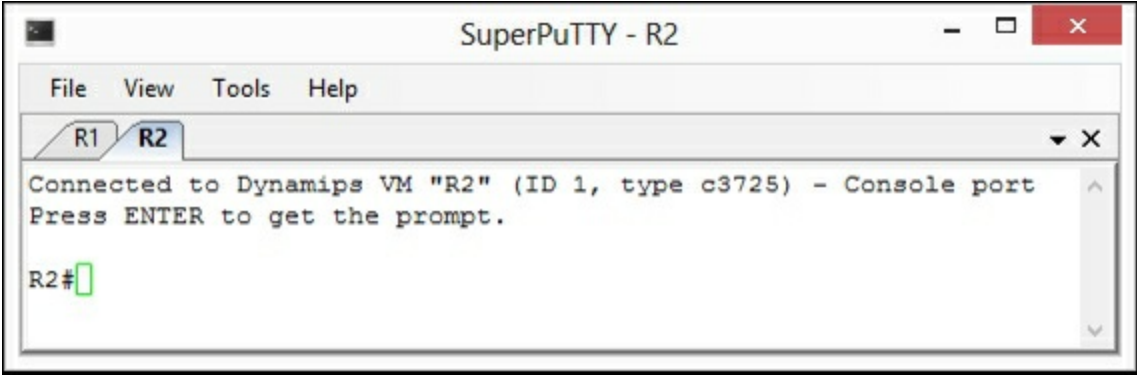 SuperPuTTY - R2
File View Tools Help
R1 R2
Connected to Dynamips VM "R2" (ID 1, type c3725) - Console port
Press ENTER to get the prompt.
R2#